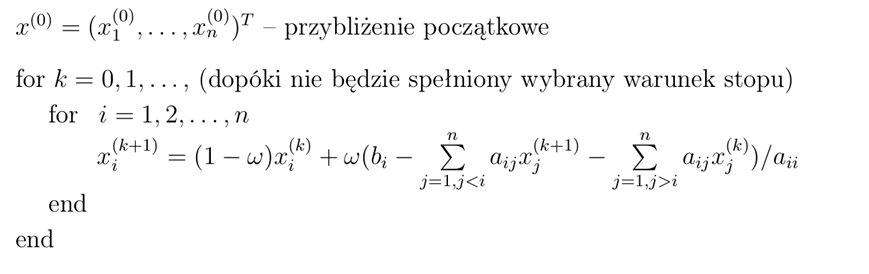 x^{(0)} = (x_1^{(0)}, . . . , x_n^{(0)})^T – przybliżenie początkowe
for k = 0, 1, . . . , (dopóki nie będzie spełniony wybrany warunek stopu)
for i = 1, 2, . . . , n
x_i^{(k+1)} = (1 − ω)x_i^{(k)} + ω(b_i − \sum_{j=1,j<i}^{n} a_{ij}x_j^{(k+1)} − \sum_{j=1,j>i}^{n} a_{ij}x_j^{(k)})/a_{ii}
end
end